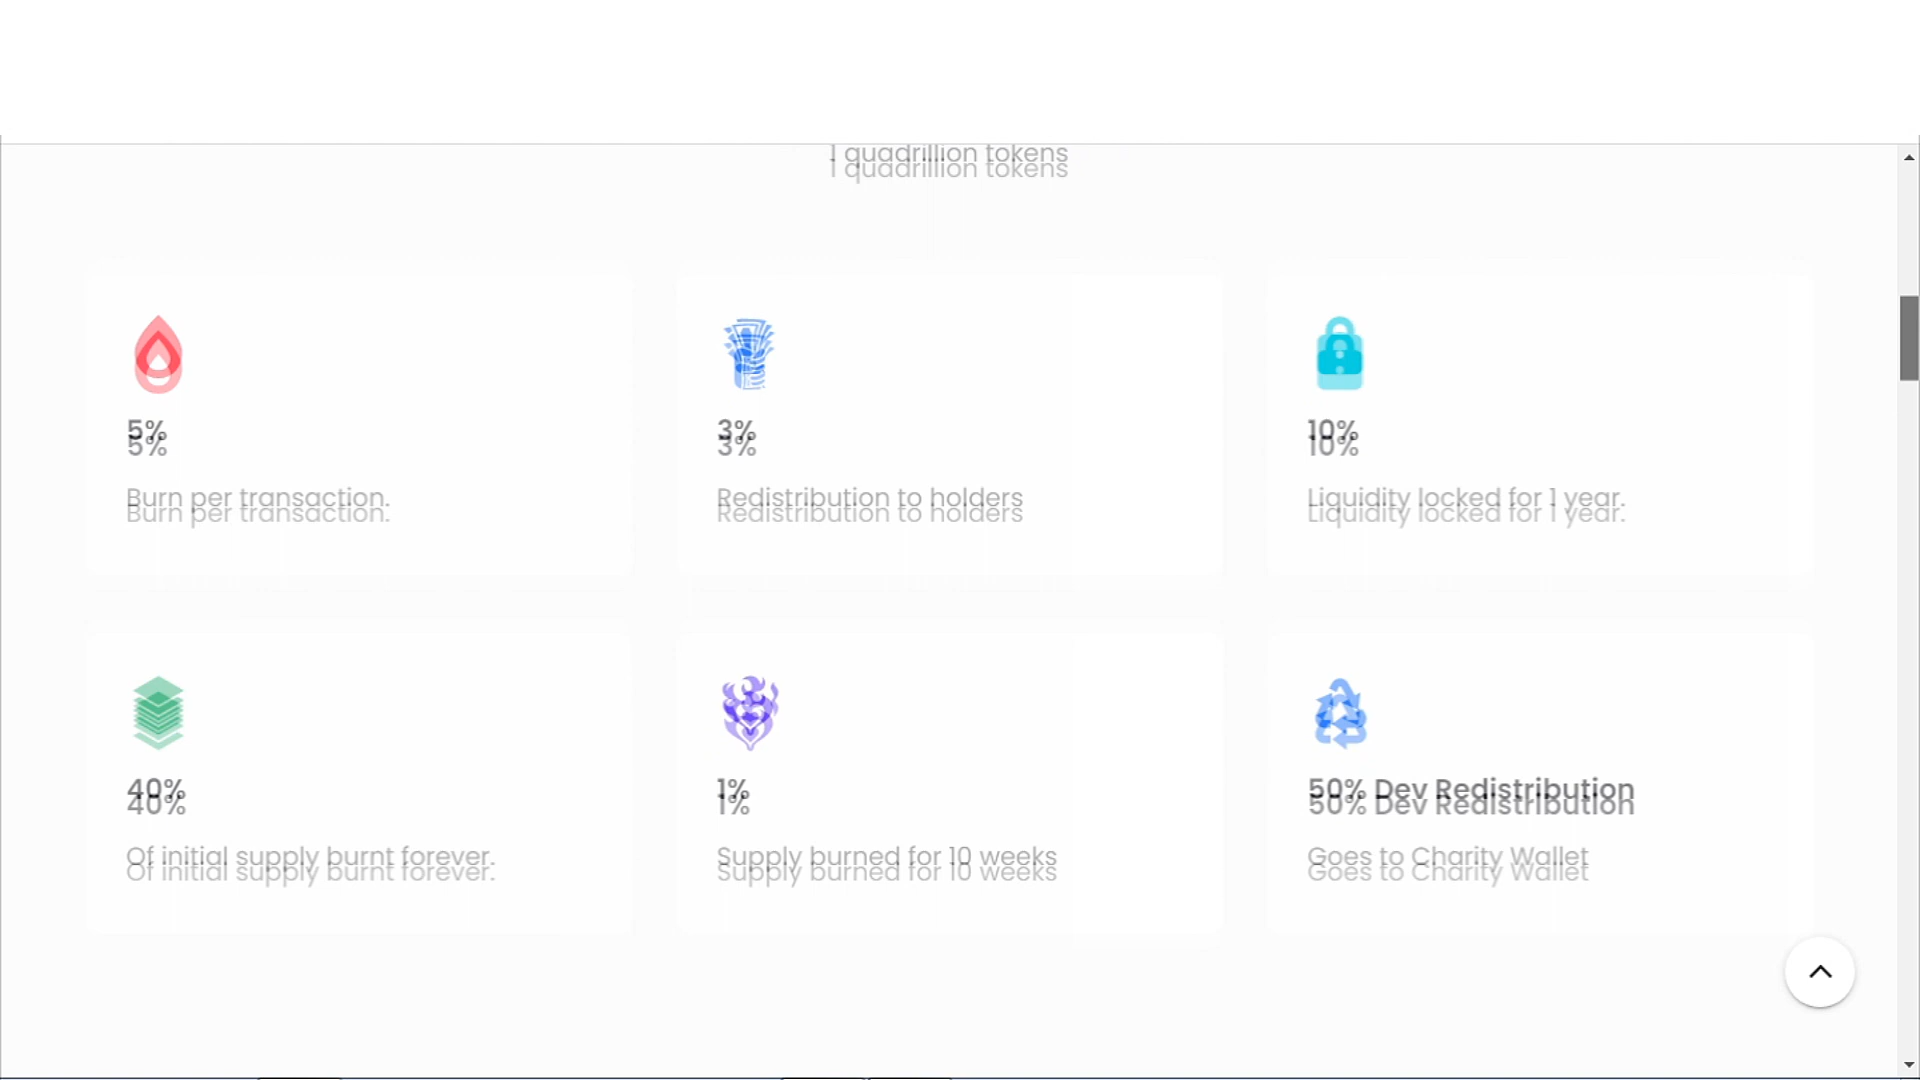 1 quadrillion tokens
5%
Burn per transaction.
3%
Redistribution to holders
10%
Liquidity locked for 1 year.
40%
Of initial supply burnt forever.
1%
Supply burned for 10 weeks
50% Dev Redistribution
Goes to Charity Wallet